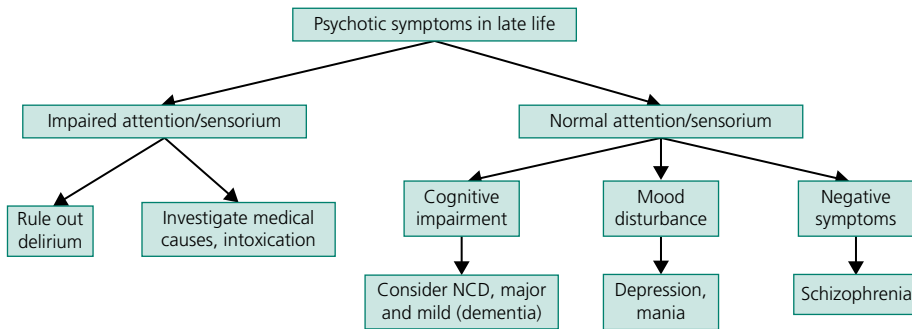 Psychotic symptoms in late life
Impaired attention/sensorium
Normal attention/sensorium
Rule out
delirium
Investigate medical
causes, intoxication
Cognitive
impairment
Mood
disturbance
Negative
symptoms
Consider NCD, major
and mild (dementia)
Depression,
mania
Schizophrenia